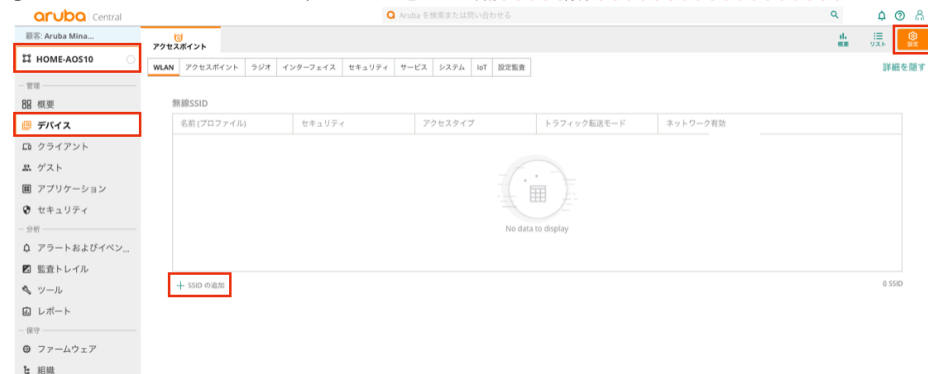 aruba Central
Aruba を検索または問い合わせる
顧客: Aruba Mina...
HOME-AOS10
管理
概要
デバイス
クライアント
ゲスト
アプリケーション
セキュリティ
分析
アラートおよびイベン...
監査トレイル
ツール
レポート
保守
ファームウェア
組織
アクセスポイント
概要
リスト
設定
WLAN アクセスポイント ラジオ インターフェイス セキュリティ サービス システム IoT 設定監査
詳細を隠す
無線SSID
名前 (プロファイル) セキュリティ アクセスタイプ トラフィック転送モード ネットワーク有効
No data to display
+ SSID の追加
0 SSID